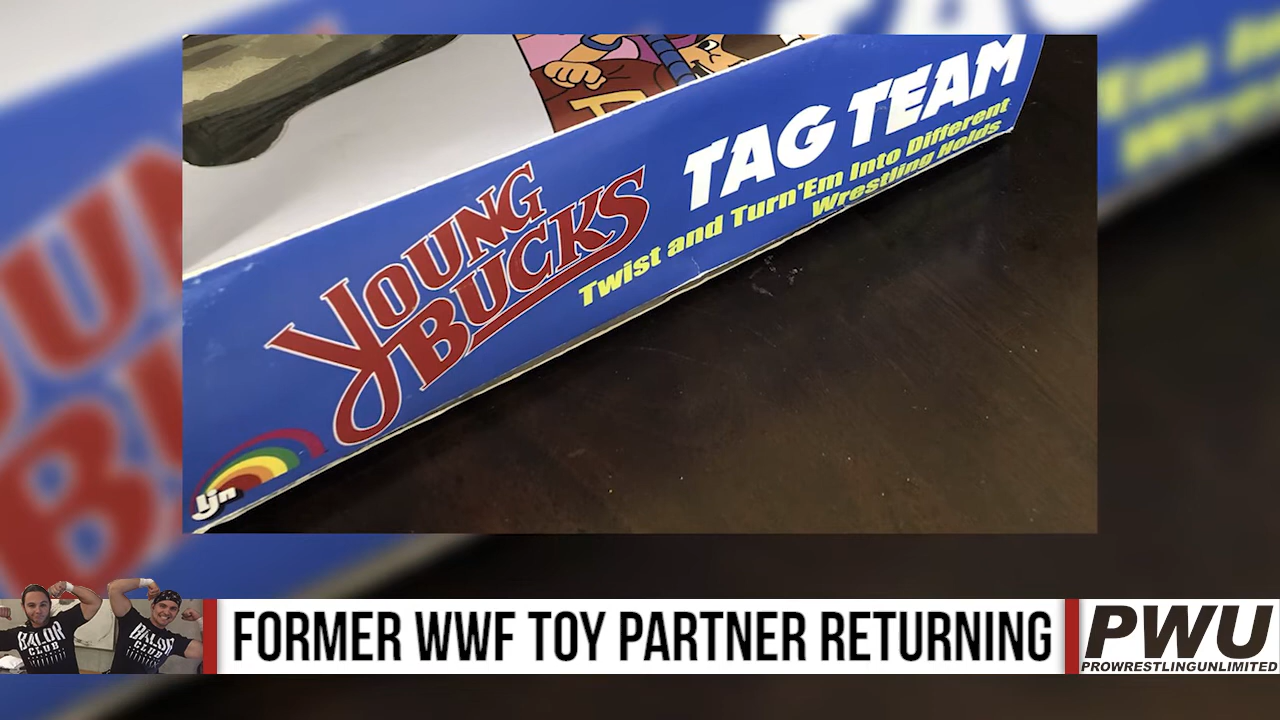 TAG TEAM
YOUNG
BUCKS
Twist and Turn'Em Into Different
Wrestling Holds
Ljn
BALOR
CLUB
BALOR
CLUB
FORMER WWF TOY PARTNER RETURNING
PWU
PROWRESTLINGUNLIMITED